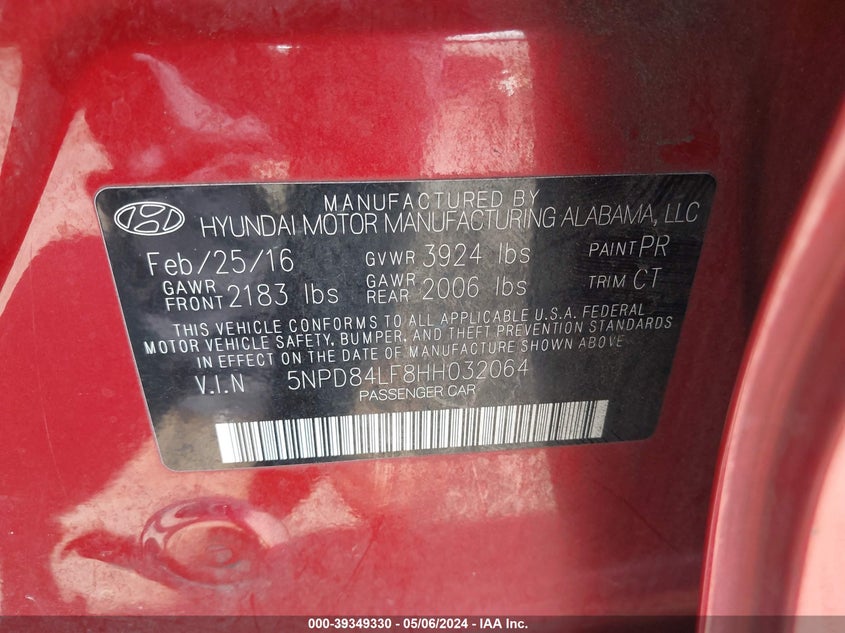 MANUFACTURED BY
HYUNDAI MOTOR MANUFACTURING ALABAMA, LLC
Feb/25/16 GVWR 3924 lbs PAINT PR
GAWR FRONT 2183 lbs GAWR REAR 2006 lbs TRIM CT
THIS VEHICLE CONFORMS TO ALL APPLICABLE U.S.A. FEDERAL
MOTOR VEHICLE SAFETY, BUMPER, AND THEFT PREVENTION STANDARDS
IN EFFECT ON THE DATE OF MANUFACTURE SHOWN ABOVE.
V.I.N 5NPD84LF8HH032064
PASSENGER CAR
000-39349330 - 05/06/2024 - IAA Inc.